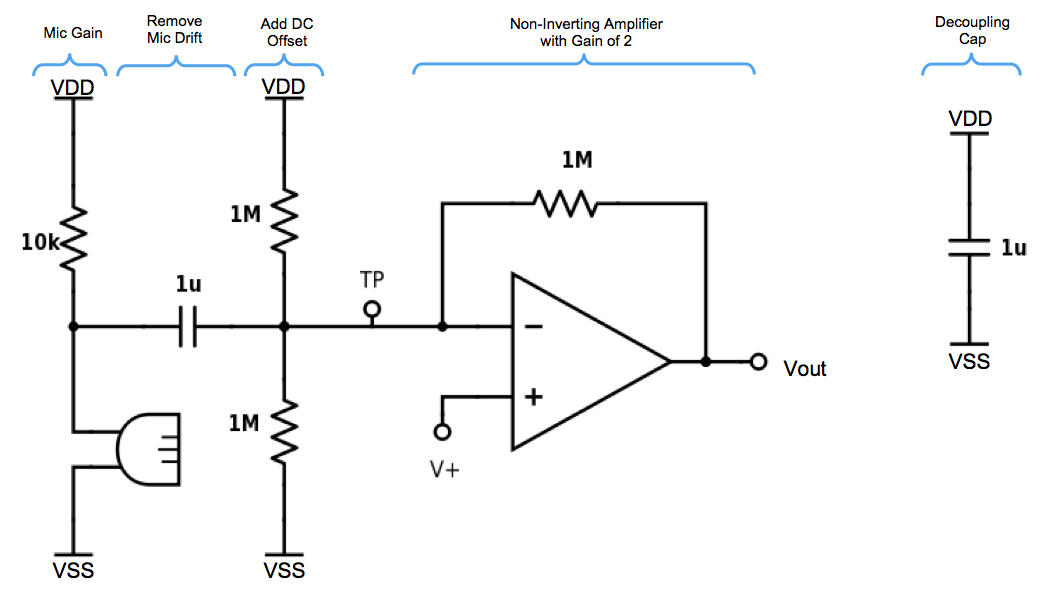 Mic Gain
Remove
Mic Drift
Add DC
Offset
Non-Inverting Amplifier
with Gain of 2
Decoupling
Cap
VDD
VDD
VDD
1M
1M
10k
1u
TP
1u
−
+
1M
V+
Vout
VSS
VSS
VSS